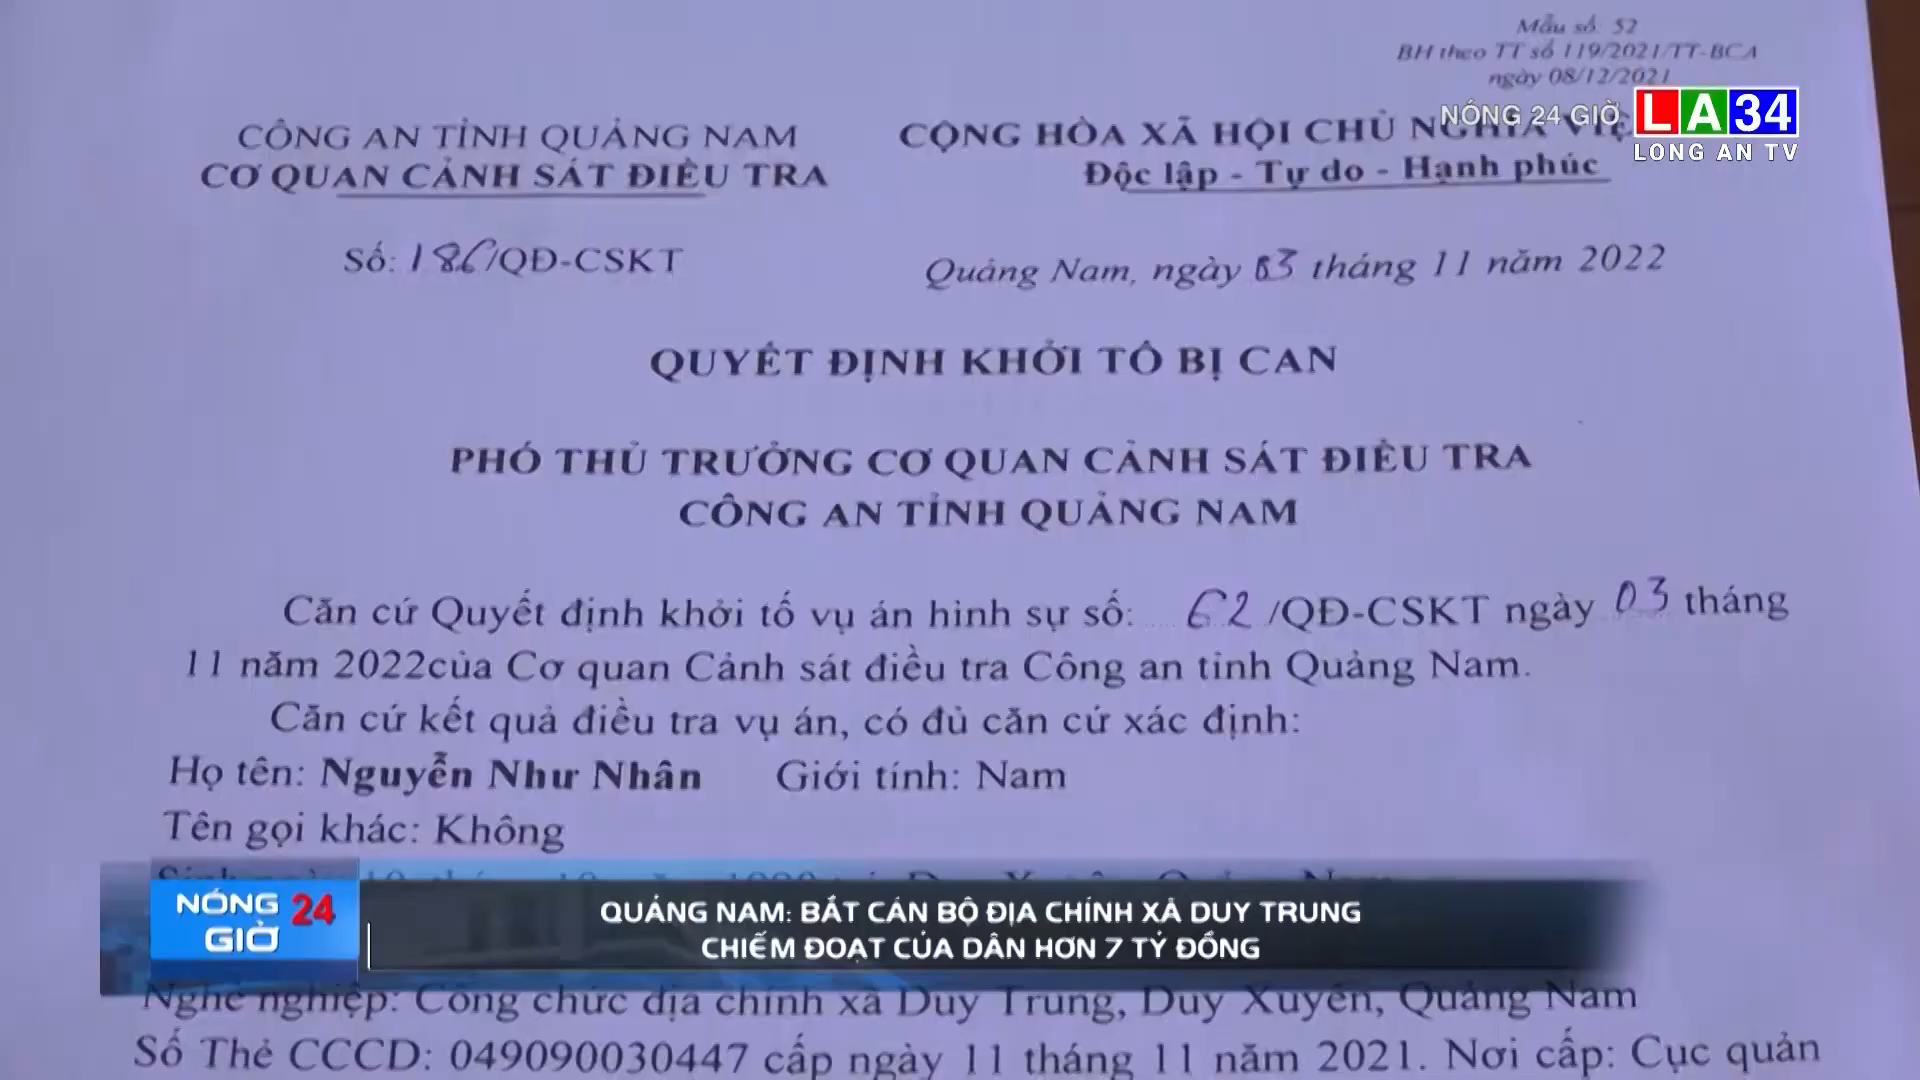 Mẫu số: 52
BH theo TT số 119/2021/TT-BCA
ngày 08/12/2021
NÓNG 24 GIỜ LA34
LONG AN TV
CÔNG AN TỈNH QUẢNG NAM
CƠ QUAN CẢNH SÁT ĐIỀU TRA
CỘNG HÒA XÃ HỘI CHỦ NGHĨA
Độc lập - Tự do - Hạnh phúc
Số: 186/QĐ-CSKT
Quảng Nam, ngày 03 tháng 11 năm 2022
QUYẾT ĐỊNH KHỞI TỐ BỊ CAN
PHÓ THỦ TRƯỞNG CƠ QUAN CẢNH SÁT ĐIỀU TRA
CÔNG AN TỈNH QUẢNG NAM
Căn cứ Quyết định khởi tố vụ án hình sự số: 62/QĐ-CSKT ngày 03 tháng
11 năm 2022của Cơ quan Cảnh sát điều tra Công an tỉnh Quảng Nam.
Căn cứ kết quả điều tra vụ án, có đủ căn cứ xác định:
Họ tên: Nguyễn Như Nhân Giới tính: Nam
Tên gọi khác: Không
NÓNG 24 GIỜ
QUẢNG NAM: BẮT CÁN BỘ ĐỊA CHÍNH XÃ DUY TRUNG
CHIẾM ĐOẠT CỦA DÂN HƠN 7 TỶ ĐỒNG
Nghề nghiệp: Công chức địa chính xã Duy Trung, Duy Xuyên, Quảng Nam
Số Thẻ CCCD: 049090030447 cấp ngày 11 tháng 11 năm 2021. Nơi cấp: Cục quản